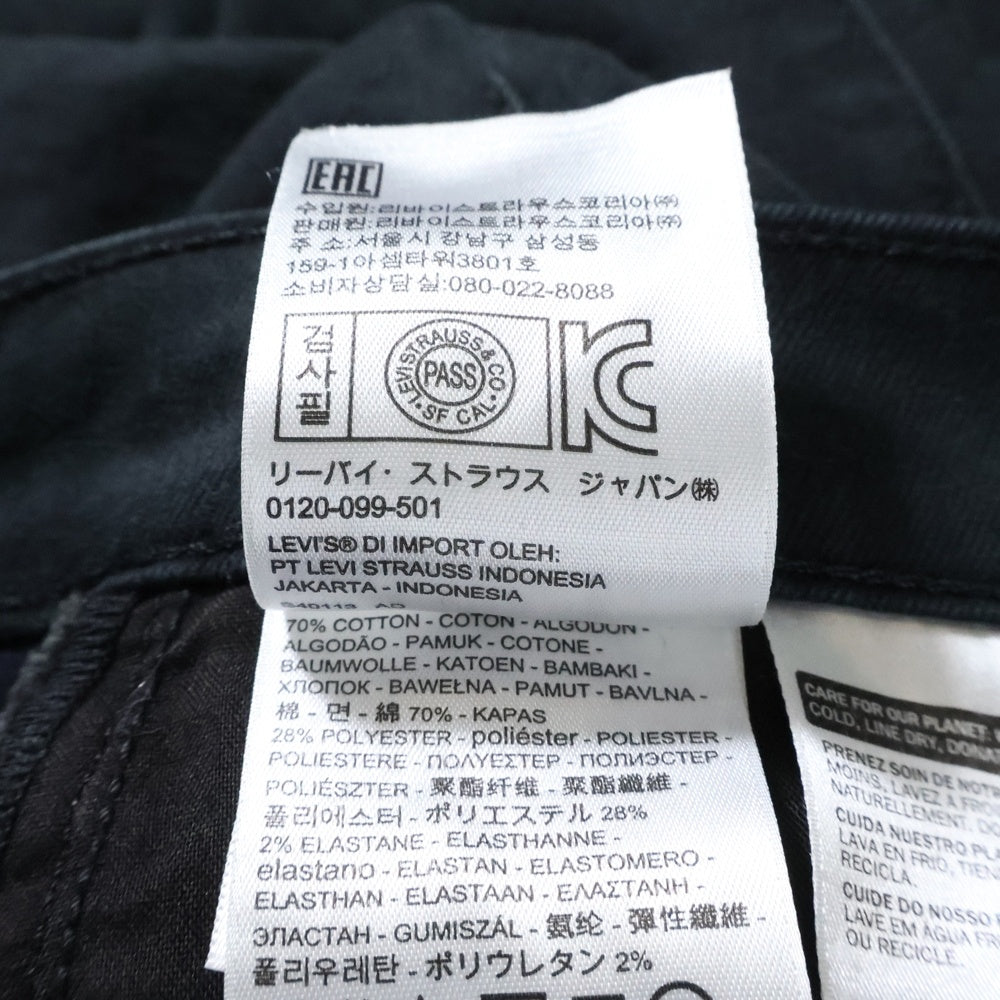 EAC
수입원:리바이스트라우스코리아㈜
판매원:리바이스트라우스코리아㈜
주 소:서울시 강남구 삼성동
159-1아셈타워3801호
소비자상담실:080-022-8088
검사필
LEVI STRAUSS & CO
PASS
SF CAL
KC
リーバイ・ストラウス ジャパン㈱
0120-099-501
LEVI'S® DI IMPORT OLEH:
PT LEVI STRAUSS INDONESIA
JAKARTA - INDONESIA
70% COTTON - COTON - ALGODÓN -
ALGODÃO - PAMUK - COTONE -
BAUMWOLLE - KATOEN - BAMBAKI -
ХЛОПОК - BAWEŁNA - PAMUT - BAVLNA -
棉 - 면 - 綿 70% - KAPAS
28% POLYESTER - poliéster - POLIESTER -
POLIESTERE - ΠΟΛΥΕΣΤΕΡ - ПОЛИЭСТЕР -
POLIÉSZTER - 聚酯纤维 - 聚酯纖維 -
폴리에스터 - ポリエステル 28%
2% ELASTANE - ELASTHANNE -
elastano - ELASTAN - ELASTOMERO -
ELASTHAN - ELASTAAN - ΕΛΑΣΤΑΝΗ -
ЭЛАСТАН - GUMISZÁL - 氨纶 - 彈性纖維 -
폴리우레탄 - ポリウレタン 2%
CARE FOR OUR PLANET:
COLD, LINE DRY,
PRENEZ SOIN DE
MOINS, LAVEZ À
NATURELLEMENT,
CUIDA NUESTRO
LAVA EN FRÍO,
RECICLA.
CUIDE DO NOSSO
LAVE EM ÁGUA
OU RECICLE.